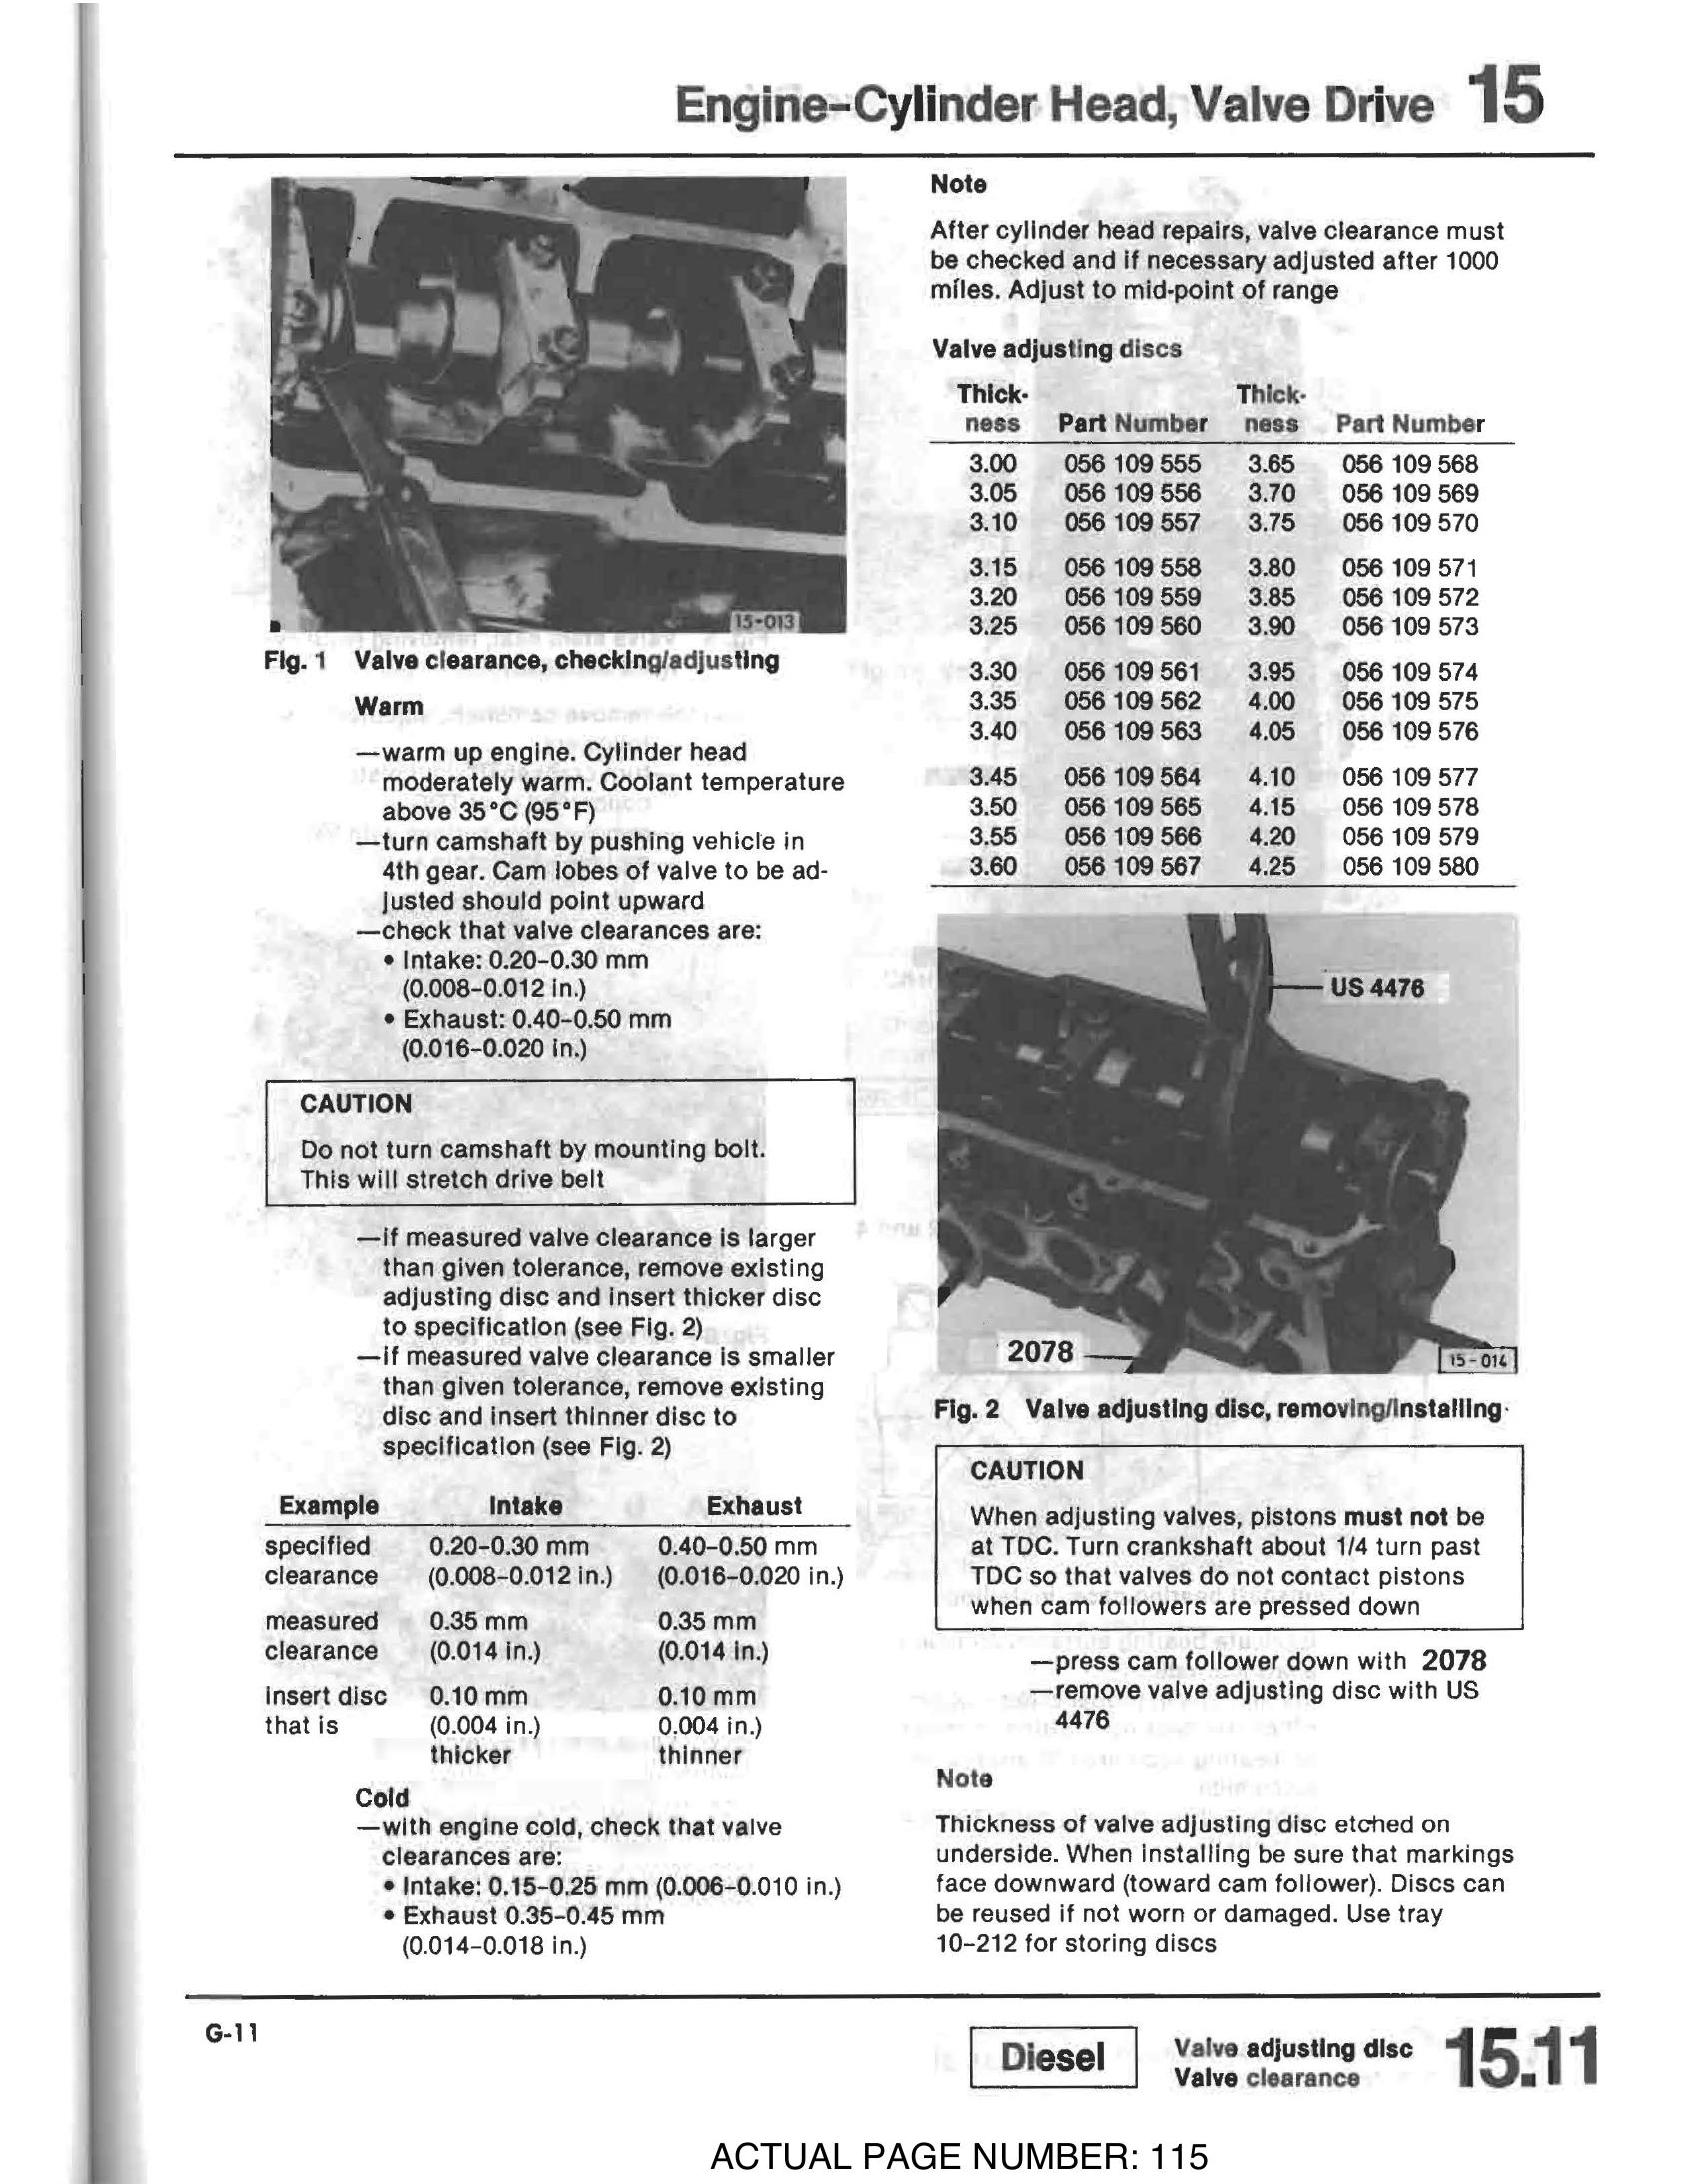 Engine–Cylinder Head, Valve Drive 15
15-013
Fig. 1 Valve clearance, checking/adjusting
Warm
—warm up engine. Cylinder head
moderately warm. Coolant temperature
above 35°C (95°F)
—turn camshaft by pushing vehicle in
4th gear. Cam lobes of valve to be ad-
justed should point upward
—check that valve clearances are:
• Intake: 0.20–0.30 mm
(0.008–0.012 in.)
• Exhaust: 0.40–0.50 mm
(0.016–0.020 in.)
CAUTION
Do not turn camshaft by mounting bolt.
This will stretch drive belt
—if measured valve clearance is larger
than given tolerance, remove existing
adjusting disc and insert thicker disc
to specification (see Fig. 2)
—if measured valve clearance is smaller
than given tolerance, remove existing
disc and insert thinner disc to
specification (see Fig. 2)
Example Intake Exhaust
specified 0.20–0.30 mm 0.40–0.50 mm
clearance (0.008–0.012 in.) (0.016–0.020 in.)
measured 0.35 mm 0.35 mm
clearance (0.014 in.) (0.014 in.)
insert disc 0.10 mm 0.10 mm
that is (0.004 in.) 0.004 in.)
thicker thinner
Cold
—with engine cold, check that valve
clearances are:
• Intake: 0.15–0.25 mm (0.006–0.010 in.)
• Exhaust 0.35–0.45 mm
(0.014–0.018 in.)
Note
After cylinder head repairs, valve clearance must
be checked and if necessary adjusted after 1000
miles. Adjust to mid-point of range
Valve adjusting discs
Thick- Thick-
ness Part Number ness Part Number
3.00 056 109 555 3.65 056 109 568
3.05 056 109 556 3.70 056 109 569
3.10 056 109 557 3.75 056 109 570
3.15 056 109 558 3.80 056 109 571
3.20 056 109 559 3.85 056 109 572
3.25 056 109 560 3.90 056 109 573
3.30 056 109 561 3.95 056 109 574
3.35 056 109 562 4.00 056 109 575
3.40 056 109 563 4.05 056 109 576
3.45 056 109 564 4.10 056 109 577
3.50 056 109 565 4.15 056 109 578
3.55 056 109 566 4.20 056 109 579
3.60 056 109 567 4.25 056 109 580
US 4476
2078
15-014
Fig. 2 Valve adjusting disc, removing/installing
CAUTION
When adjusting valves, pistons must not be
at TDC. Turn crankshaft about 1/4 turn past
TDC so that valves do not contact pistons
when cam followers are pressed down
—press cam follower down with 2078
—remove valve adjusting disc with US
4476
Note
Thickness of valve adjusting disc etched on
underside. When installing be sure that markings
face downward (toward cam follower). Discs can
be reused if not worn or damaged. Use tray
10–212 for storing discs
G-11
Diesel
Valve adjusting disc
Valve clearance
15.11
ACTUAL PAGE NUMBER: 115